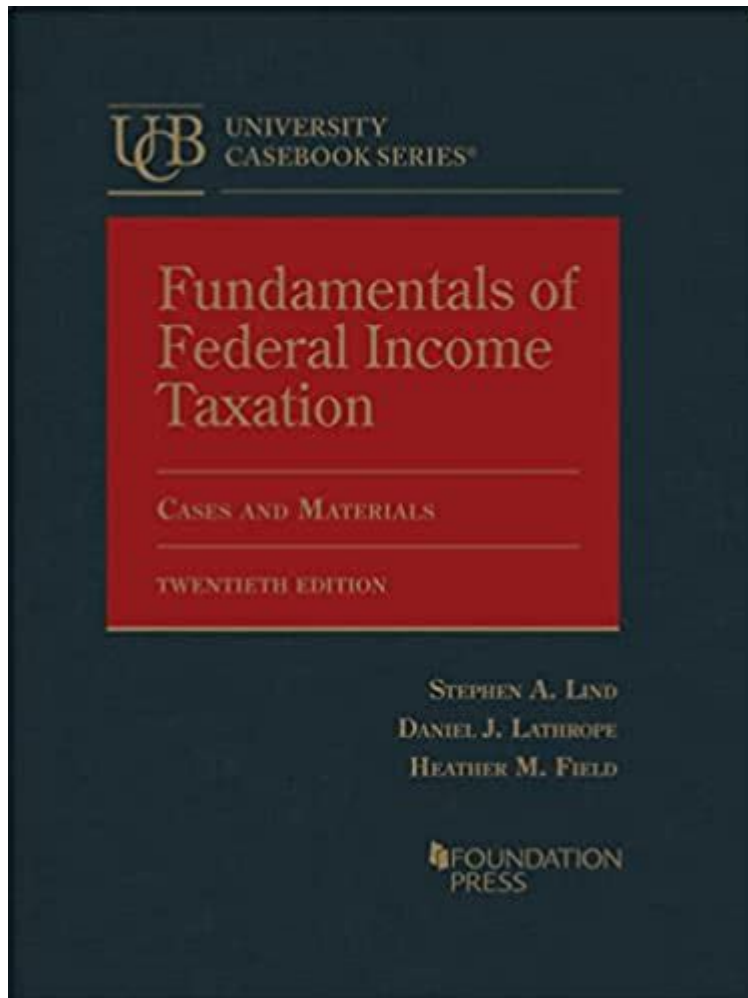 UCB
UNIVERSITY
CASEBOOK SERIES®
Fundamentals of
Federal Income
Taxation
CASES AND MATERIALS
TWENTIETH EDITION
STEPHEN A. LIND
DANIEL J. LATHROPE
HEATHER M. FIELD
FOUNDATION
PRESS